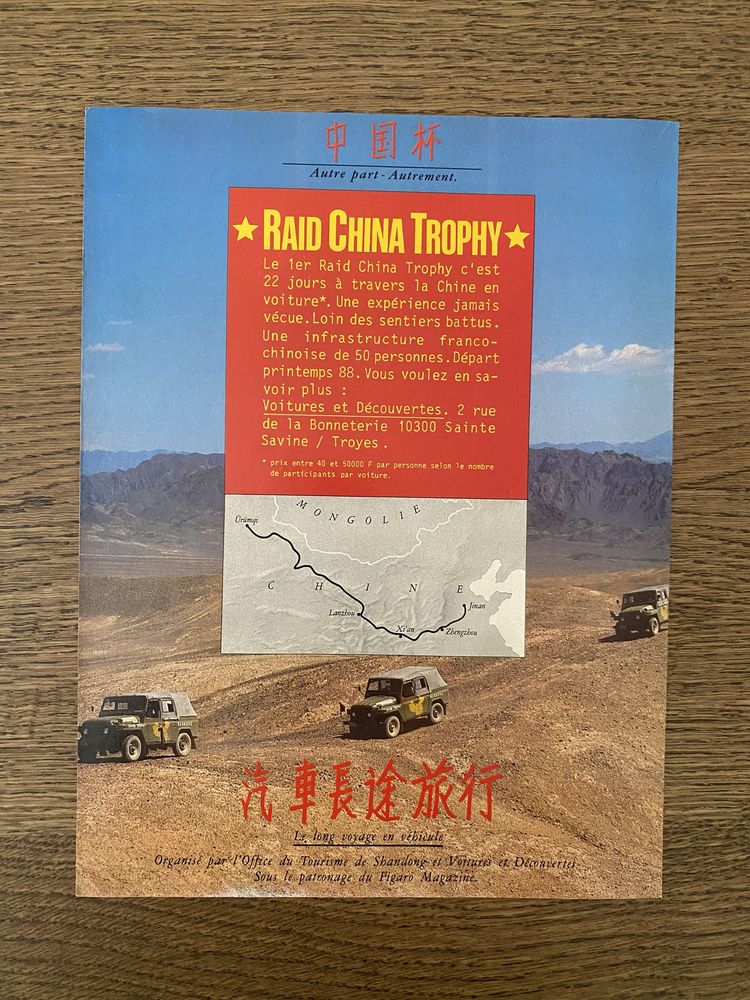 中国杯
Autre part - Autrement.
RAID CHINA TROPHY
Le 1er Raid China Trophy c'est
22 jours à travers la Chine en
voiture*. Une expérience jamais
vécue. Loin des sentiers battus.
Une infrastructure franco-
chinoise de 50 personnes. Départ
printemps 88. Vous voulez en sa-
voir plus :
Voitures et Découvertes. 2 rue
de la Bonneterie 10300 Sainte
Savine / Troyes.
* prix entre 40 et 50000 F par personne selon le nombre
de participants par voiture.
MONGOLIE
Ürümqi
CHINE
Lanzhou
Jinan
Xi'an
Zhengzhou
汽車長途旅行
Le long voyage en véhicule
Organisé par l'Office du Tourisme de Shandong et Voitures et Découvertes
Sous le patronage du Figaro Magazine.